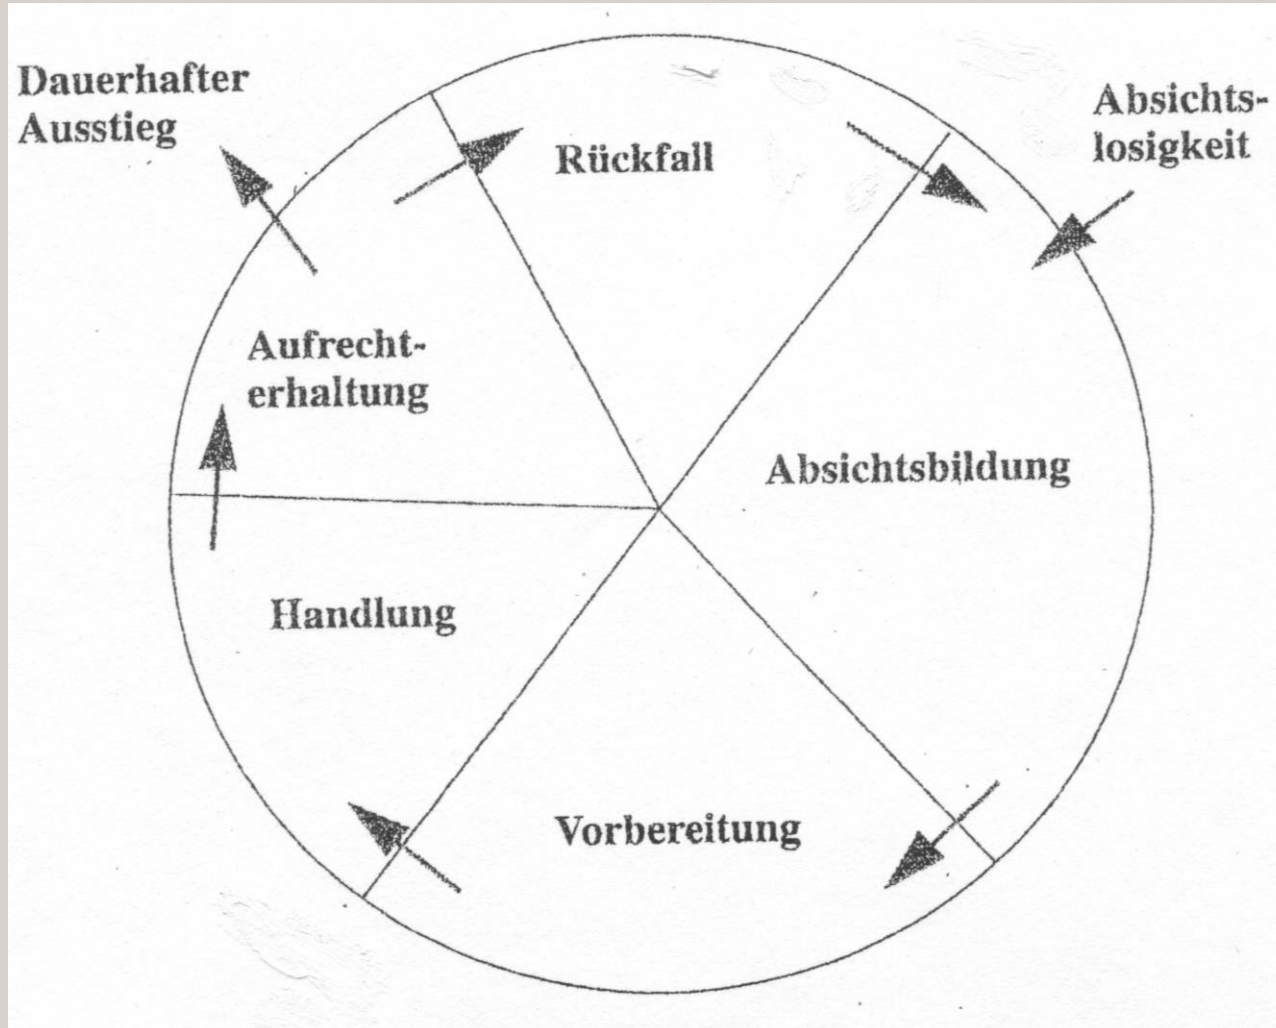 Dauerhafter
Ausstieg
Rückfall
Absichts-
losigkeit
Aufrecht-
erhaltung
Absichtsbildung
Handlung
Vorbereitung